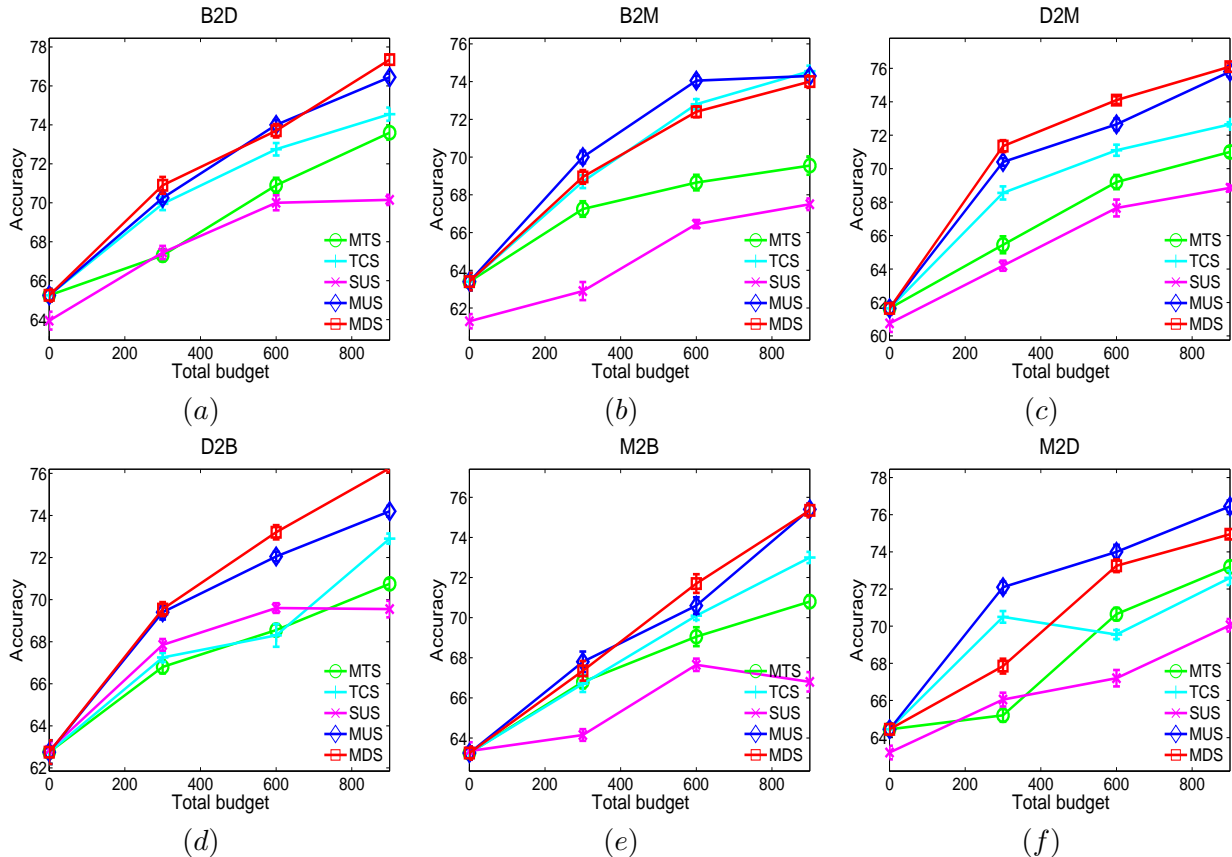 B2D
78
76
74
72
70
68
66
64
Accuracy
0 200 400 600 800
Total budget
MTS
TCS
SUS
MUS
MDS
(a)
B2M
76
74
72
70
68
66
64
62
Accuracy
0 200 400 600 800
Total budget
MTS
TCS
SUS
MUS
MDS
(b)
D2M
76
74
72
70
68
66
64
62
60
Accuracy
0 200 400 600 800
Total budget
MTS
TCS
SUS
MUS
MDS
(c)
D2B
76
74
72
70
68
66
64
62
Accuracy
0 200 400 600 800
Total budget
MTS
TCS
SUS
MUS
MDS
(d)
M2B
76
74
72
70
68
66
64
Accuracy
0 200 400 600 800
Total budget
MTS
TCS
SUS
MUS
MDS
(e)
M2D
78
76
74
72
70
68
66
64
Accuracy
0 200 400 600 800
Total budget
MTS
TCS
SUS
MUS
MDS
(f)